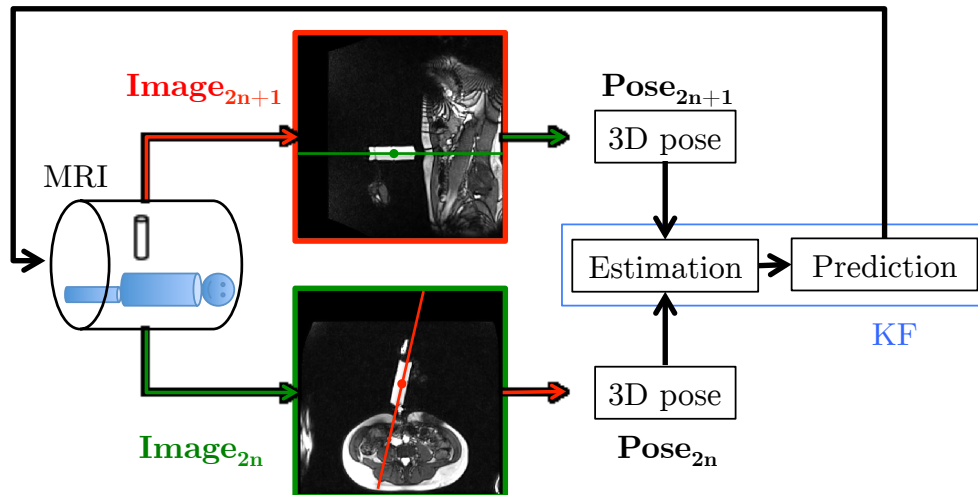 Image2n+1
Pose2n+1
3D pose
MRI
Estimation
Prediction
KF
3D pose
Image2n
Pose2n